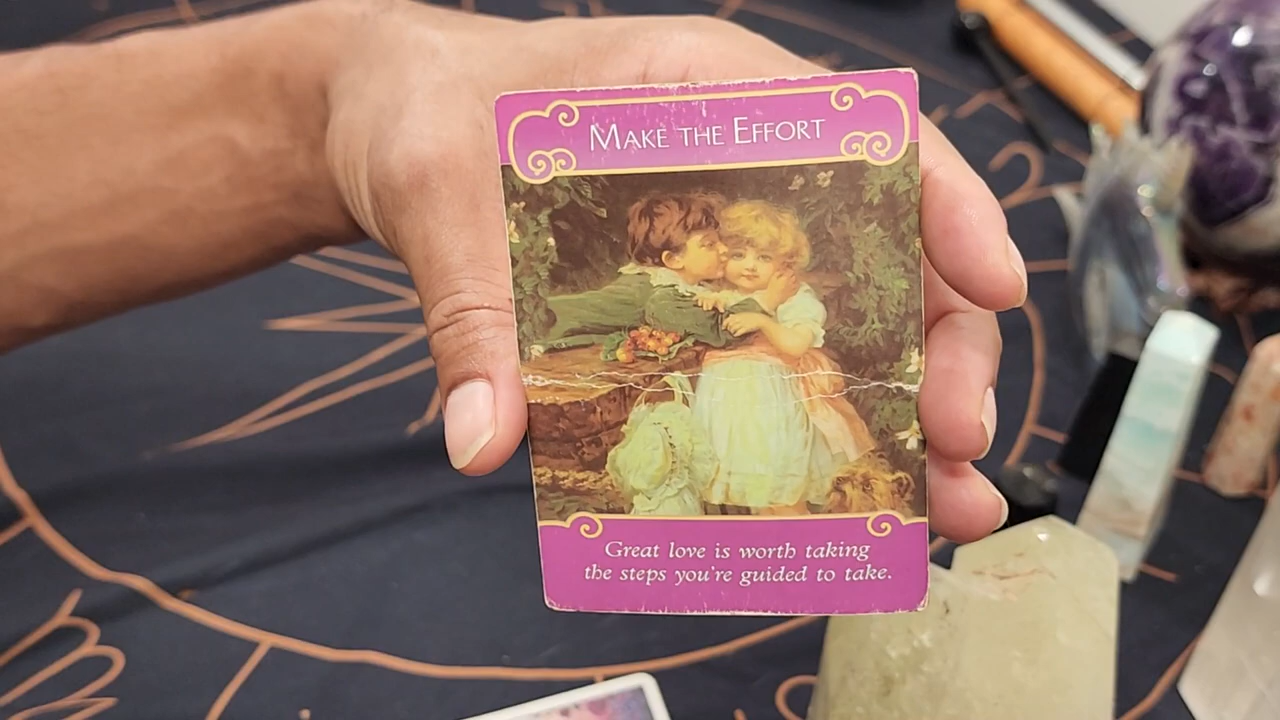 Make the Effort
Great love is worth taking
the steps you're guided to take.